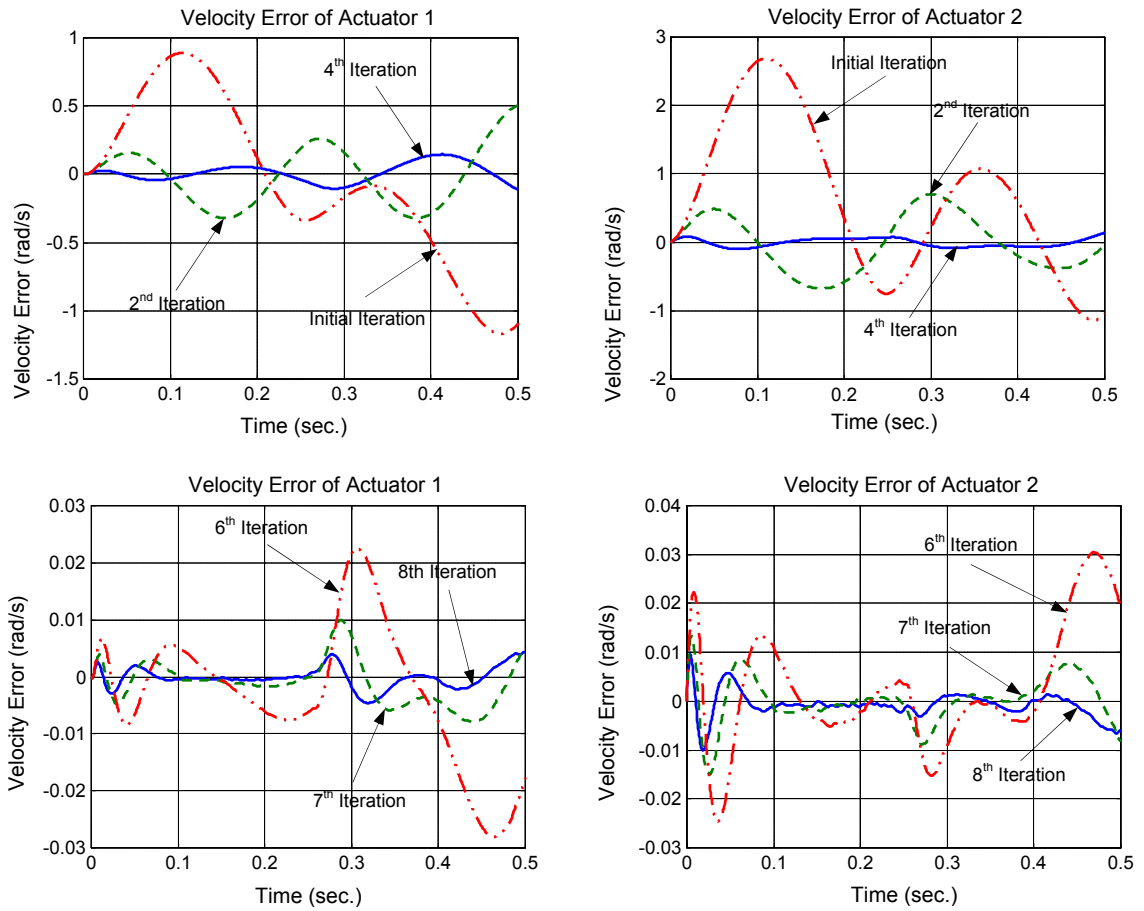 Velocity Error of Actuator 1
1
0.5
0
-0.5
-1
-1.5
0 0.1 0.2 0.3 0.4 0.5
Velocity Error (rad/s)
Time (sec.)
4th Iteration
2nd Iteration
Initial Iteration
Velocity Error of Actuator 2
3
2
1
0
-1
-2
0 0.1 0.2 0.3 0.4 0.5
Velocity Error (rad/s)
Time (sec.)
Initial Iteration
2nd Iteration
4th Iteration
Velocity Error of Actuator 1
0.03
0.02
0.01
0
-0.01
-0.02
-0.03
0 0.1 0.2 0.3 0.4 0.5
Velocity Error (rad/s)
Time (sec.)
6th Iteration
8th Iteration
7th Iteration
Velocity Error of Actuator 2
0.04
0.03
0.02
0.01
0
-0.01
-0.02
-0.03
0 0.1 0.2 0.3 0.4 0.5
Velocity Error (rad/s)
Time (sec.)
6th Iteration
7th Iteration
8th Iteration